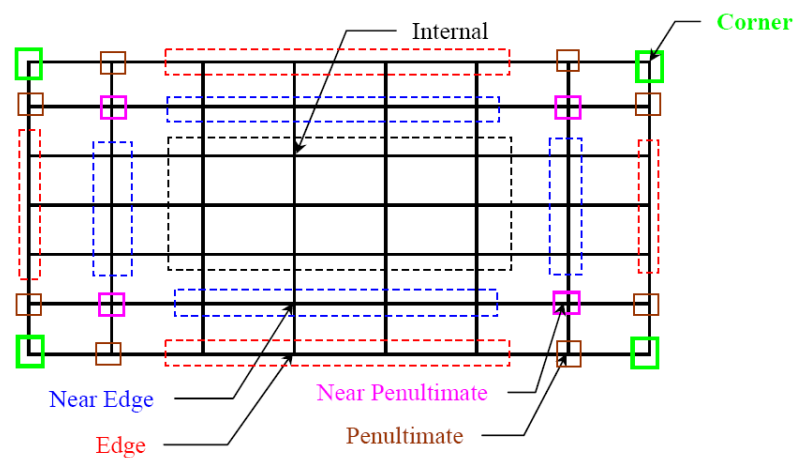 Corner
Internal
Near Edge
Near Penultimate
Edge
Penultimate